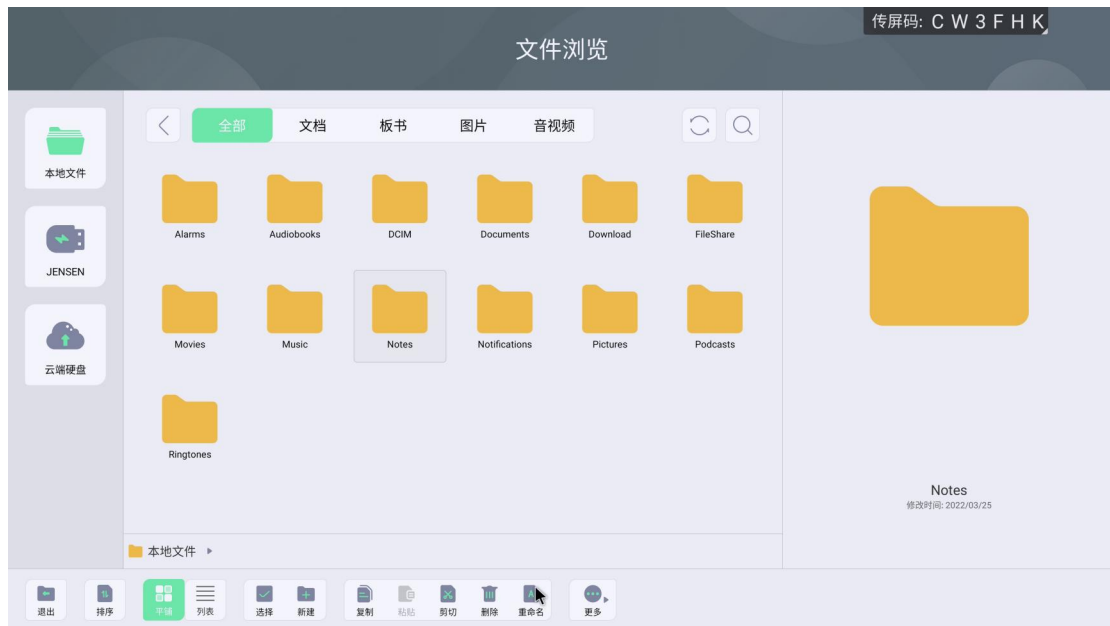 传屏码: CW3FHK
文件浏览
全部 文档 板书 图片 音视频
本地文件
JENSEN
云端硬盘
Alarms Audiobooks DCIM Documents Download FileShare
Movies Music Notes Notifications Pictures Podcasts
Ringtones
Notes
修改时间: 2022/03/25
本地文件
退出 排序 平铺 列表 选择 新建 复制 粘贴 剪切 删除 重命名 更多